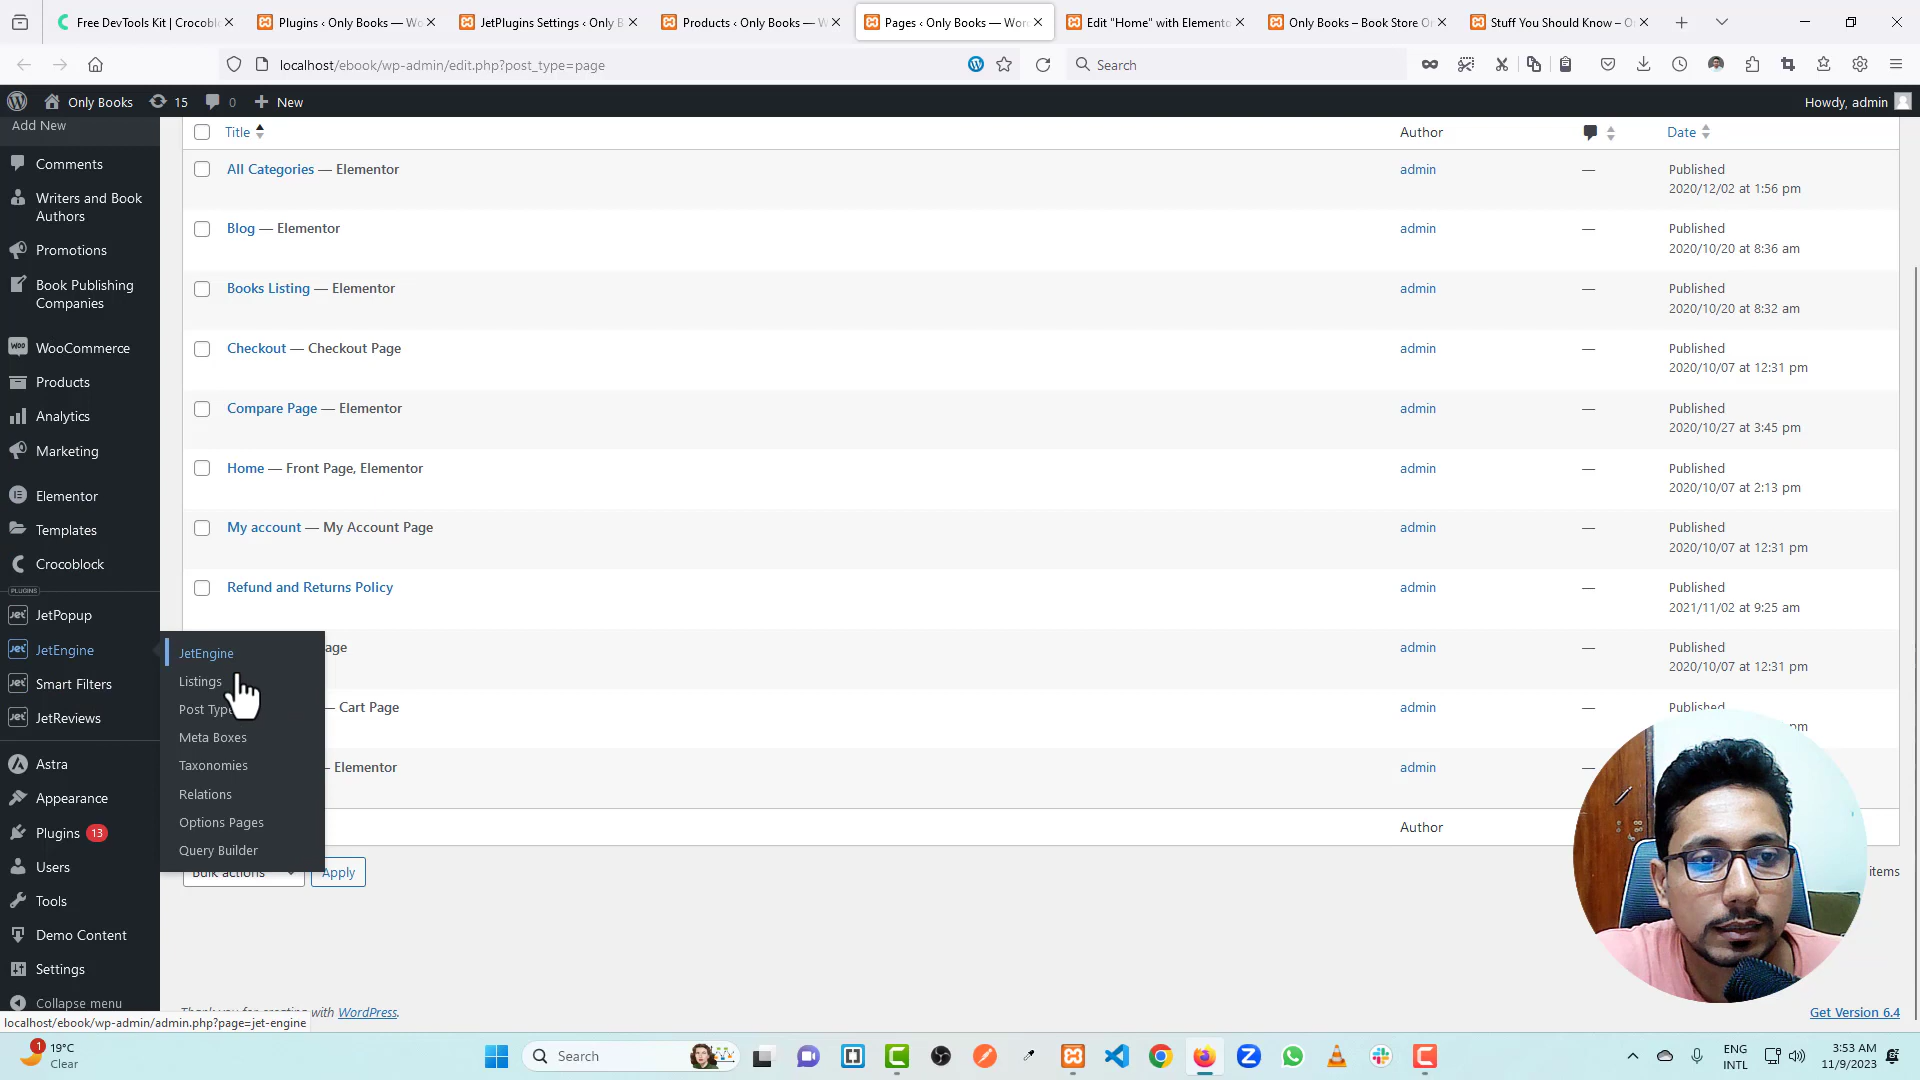 Free DevTools Kit | Crocobl
Plugins ‹ Only Books — Wo
JetPlugins Settings ‹ Only B
Products ‹ Only Books — W
Pages ‹ Only Books — Wor
Edit "Home" with Elemento
Only Books – Book Store On
Stuff You Should Know – O
localhost/ebook/wp-admin/edit.php?post_type=page
Search
Only Books
15
0
New
Howdy, admin
Add New
Comments
Writers and Book
Authors
Promotions
Book Publishing
Companies
WooCommerce
Products
Analytics
Marketing
Elementor
Templates
Crocoblock
PLUGINS
JetPopup
JetEngine
Smart Filters
JetReviews
Astra
Appearance
Plugins 13
Users
Tools
Demo Content
Settings
Collapse menu
JetEngine
Listings
Post Type
Meta Boxes
Taxonomies
Relations
Options Pages
Query Builder
Title
Author
Date
All Categories — Elementor
admin
—
Published
2020/12/02 at 1:56 pm
Blog — Elementor
admin
—
Published
2020/10/20 at 8:36 am
Books Listing — Elementor
admin
—
Published
2020/10/20 at 8:32 am
Checkout — Checkout Page
admin
—
Published
2020/10/07 at 12:31 pm
Compare Page — Elementor
admin
—
Published
2020/10/27 at 3:45 pm
Home — Front Page, Elementor
admin
—
Published
2020/10/07 at 2:13 pm
My account — My Account Page
admin
—
Published
2020/10/07 at 12:31 pm
Refund and Returns Policy
admin
—
Published
2021/11/02 at 9:25 am
age
admin
—
Published
2020/10/07 at 12:31 pm
— Cart Page
admin
—
Published
pm
— Elementor
admin
—
Author
Bulk actions
Apply
items
Thank you for creating with WordPress.
Get Version 6.4
localhost/ebook/wp-admin/admin.php?page=jet-engine
1
19°C
Clear
Search
ENG
INTL
3:53 AM
11/9/2023